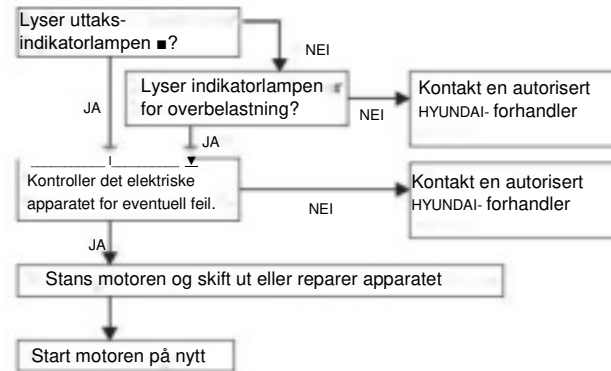 Lyser uttaks-
indikatorlampen ■?
NEI
JA
Lyser indikatorlampen
for overbelastning?
NEI
Kontakt en autorisert
HYUNDAI- forhandler
JA
Kontroller det elektriske
apparatet for eventuell feil.
NEI
Kontakt en autorisert
HYUNDAI- forhandler
JA
Stans motoren og skift ut eller reparer apparatet
Start motoren på nytt